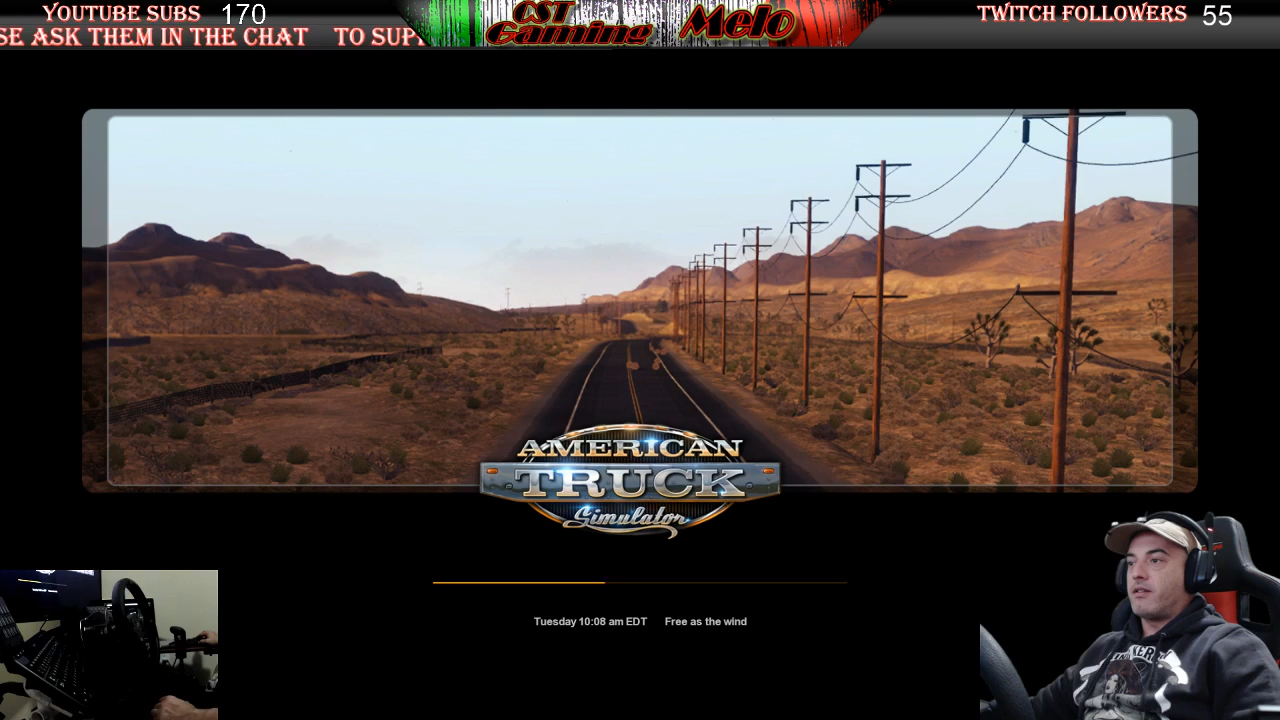 YOUTUBE SUBS 170
SE ASK THEM IN THE CHAT TO SUP
CST
Gaming Melo
TWITCH FOLLOWERS 55
AMERICAN
TRUCK
Simulator
Tuesday 10:08 am EDT Free as the wind